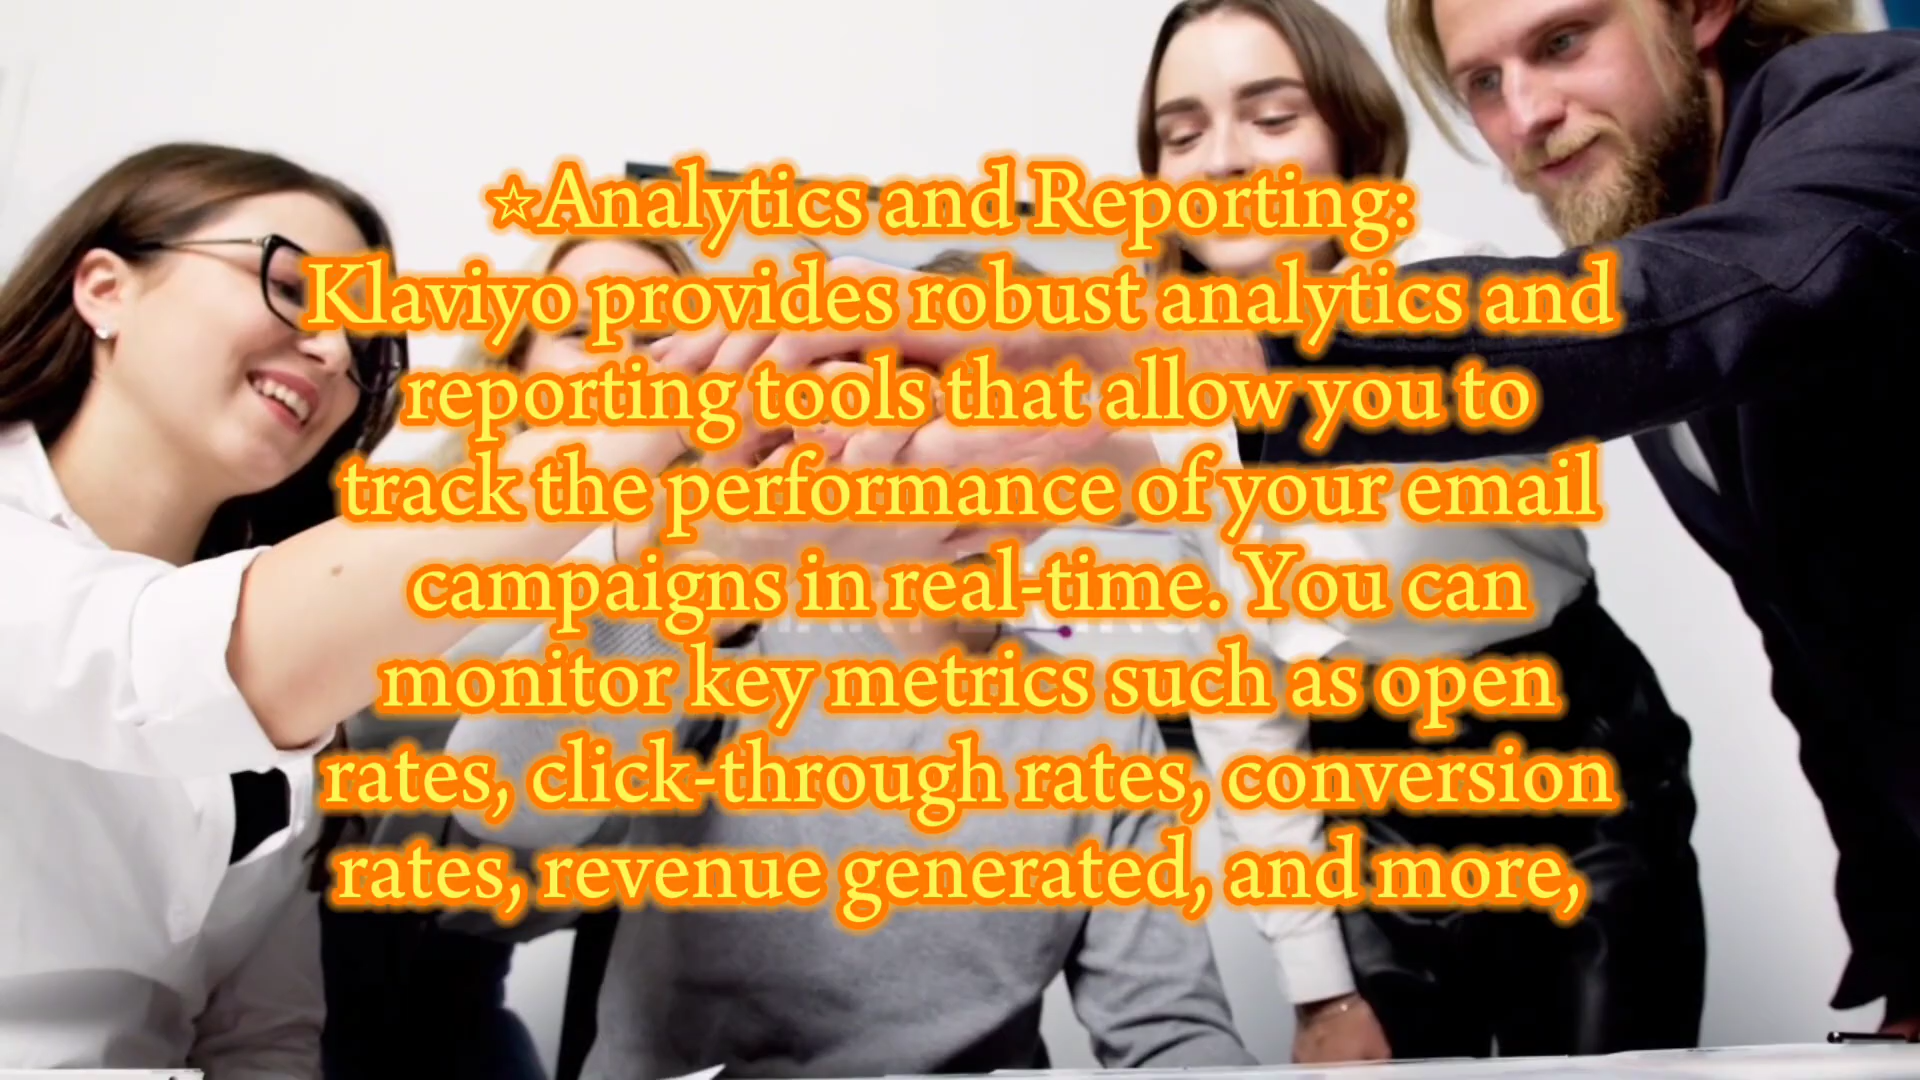 ☆Analytics and Reporting:
Klaviyo provides robust analytics and
reporting tools that allow you to
track the performance of your email
campaigns in real-time. You can
monitor key metrics such as open
rates, click-through rates, conversion
rates, revenue generated, and more,